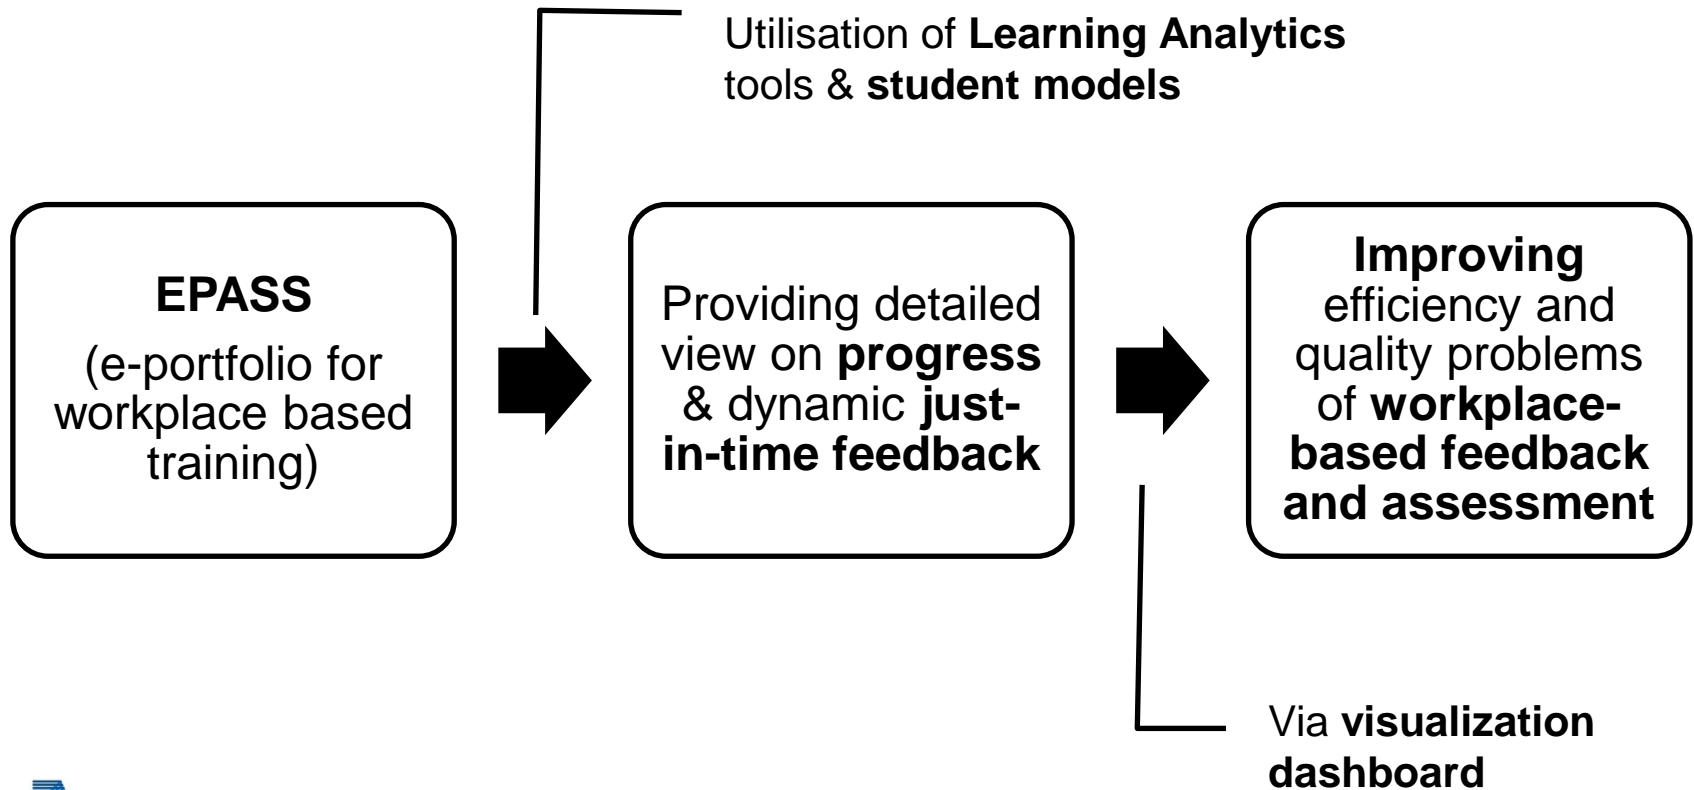 Utilisation of Learning Analytics
tools & student models
EPASS
(e-portfolio for
workplace based
training)
Providing detailed
view on progress
& dynamic just-
in-time feedback
Improving
efficiency and
quality problems
of workplace-
based feedback
and assessment
Via visualization
dashboard